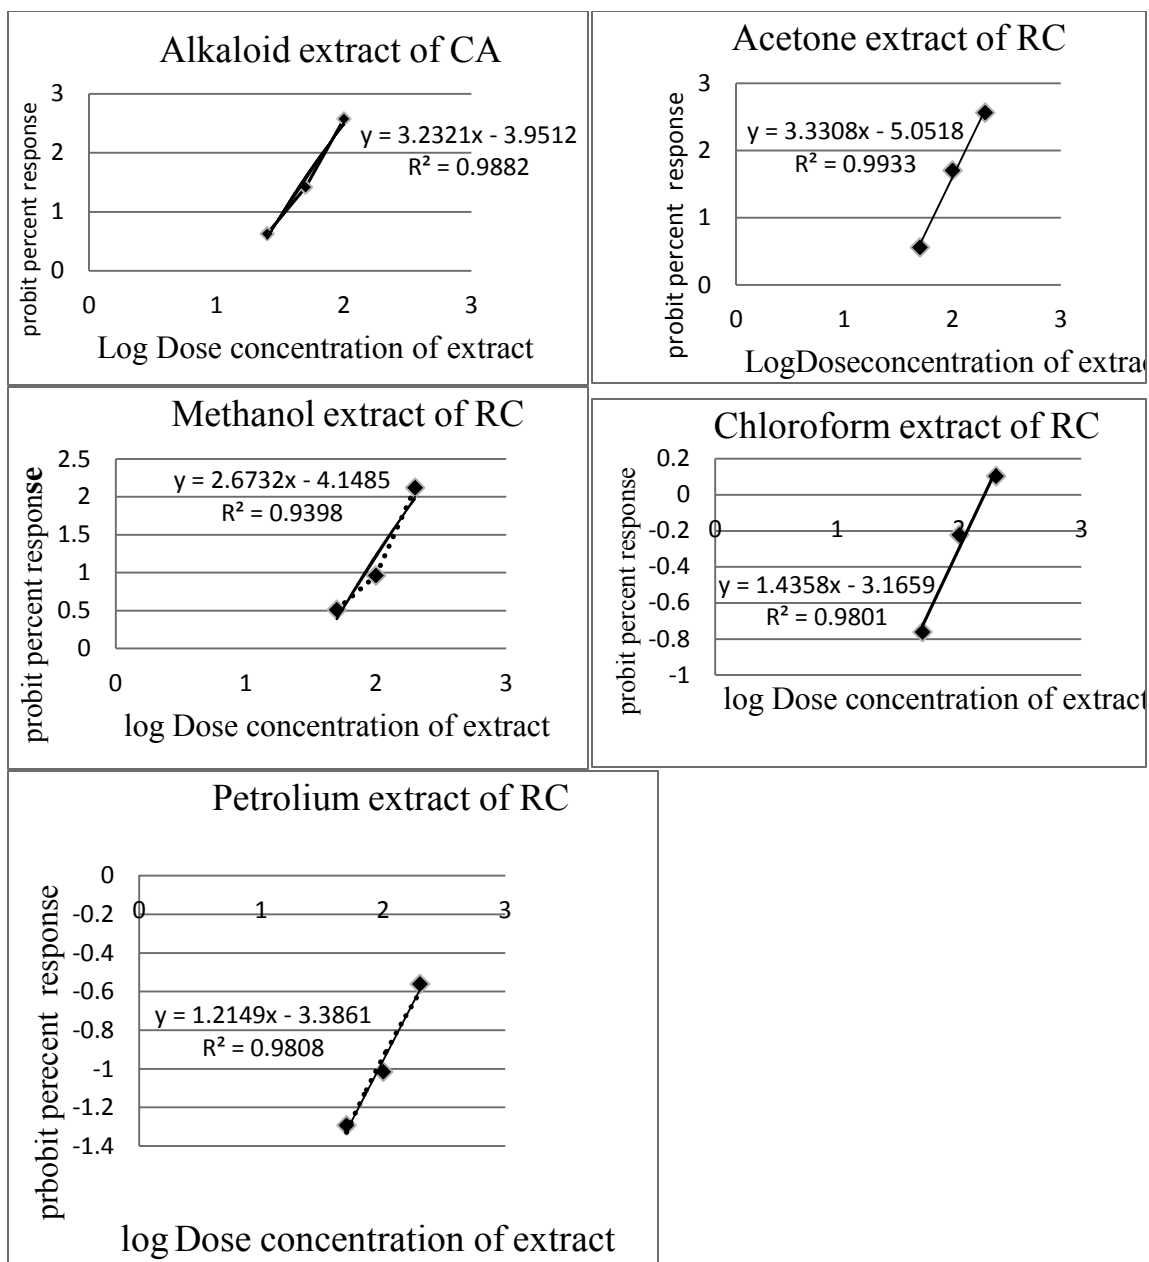 Alkaloid extract of CA
probit percent response
3
2
1
0
y = 3.2321x - 3.9512
R² = 0.9882
0 1 2 3
Log Dose concentration of extract
Acetone extract of RC
probit percent response
3
2
1
0
y = 3.3308x - 5.0518
R² = 0.9933
0 1 2 3
LogDoseconcentration of extra
Methanol extract of RC
probit percent response
2.5
2
1.5
1
0.5
0
y = 2.6732x - 4.1485
R² = 0.9398
0 1 2 3
log Dose concentration of extract
Chloroform extract of RC
probit percent response
0.2
0
-0.2
-0.4
-0.6
-0.8
-1
0 1 2 3
y = 1.4358x - 3.1659
R² = 0.9801
log Dose concentration of extract
Petrolium extract of RC
prbobit perecent response
0
-0.2
-0.4
-0.6
-0.8
-1
-1.2
-1.4
0 1 2 3
y = 1.2149x - 3.3861
R² = 0.9808
log Dose concentration of extract